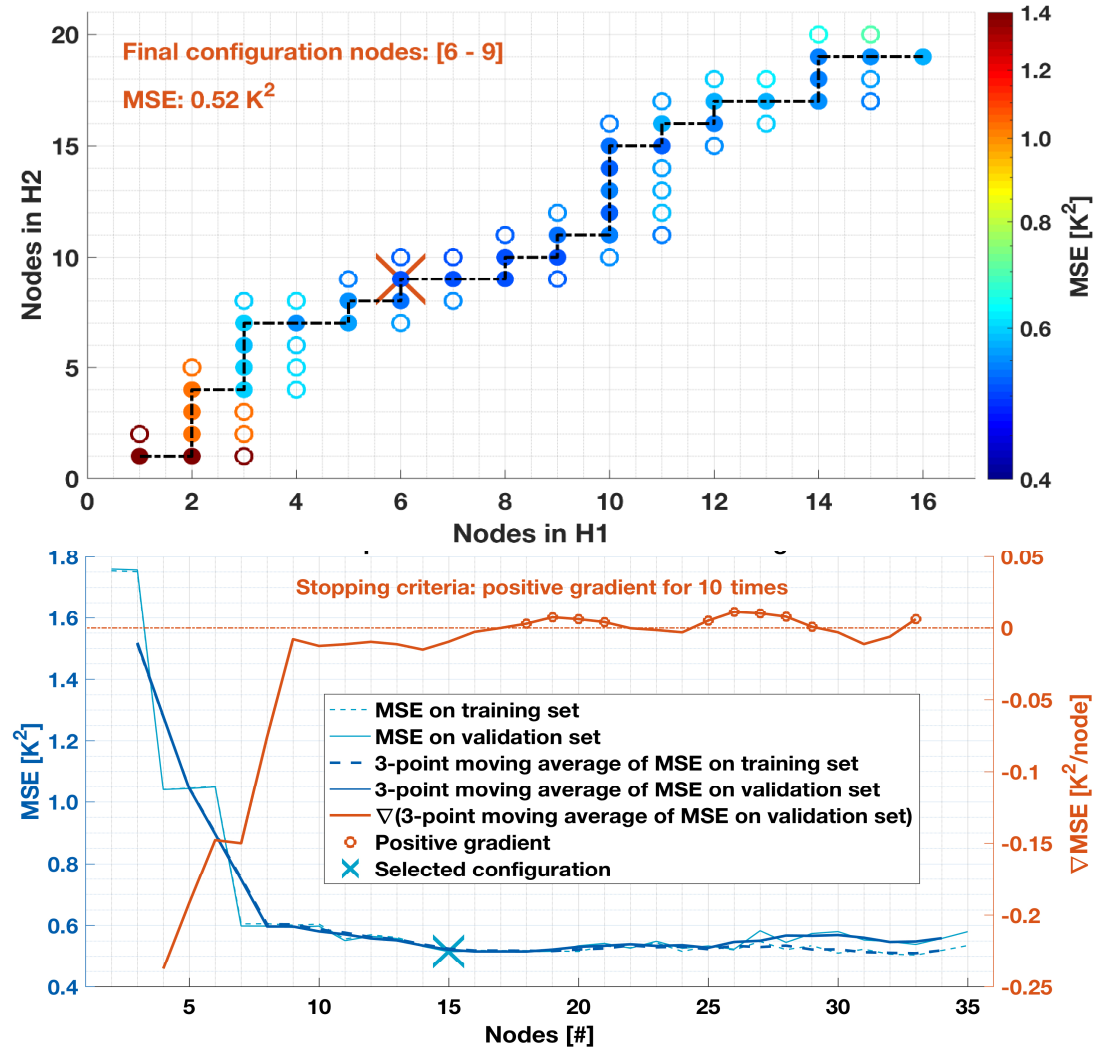 Final configuration nodes: [6 - 9]
MSE: 0.52 K²
Nodes in H2
20
15
10
5
0
0 2 4 6 8 10 12 14 16
Nodes in H1
1.4
1.2
1.0
0.8
0.6
0.4
MSE [K²]
Stopping criteria: positive gradient for 10 times
MSE [K²]
1.8
1.6
1.4
1.2
1.0
0.8
0.6
0.4
MSE on training set
MSE on validation set
3-point moving average of MSE on training set
3-point moving average of MSE on validation set
∇(3-point moving average of MSE on validation set)
Positive gradient
Selected configuration
0.05
0
-0.05
-0.1
-0.15
-0.2
-0.25
∇MSE [K²/node]
5 10 15 20 25 30 35
Nodes [#]